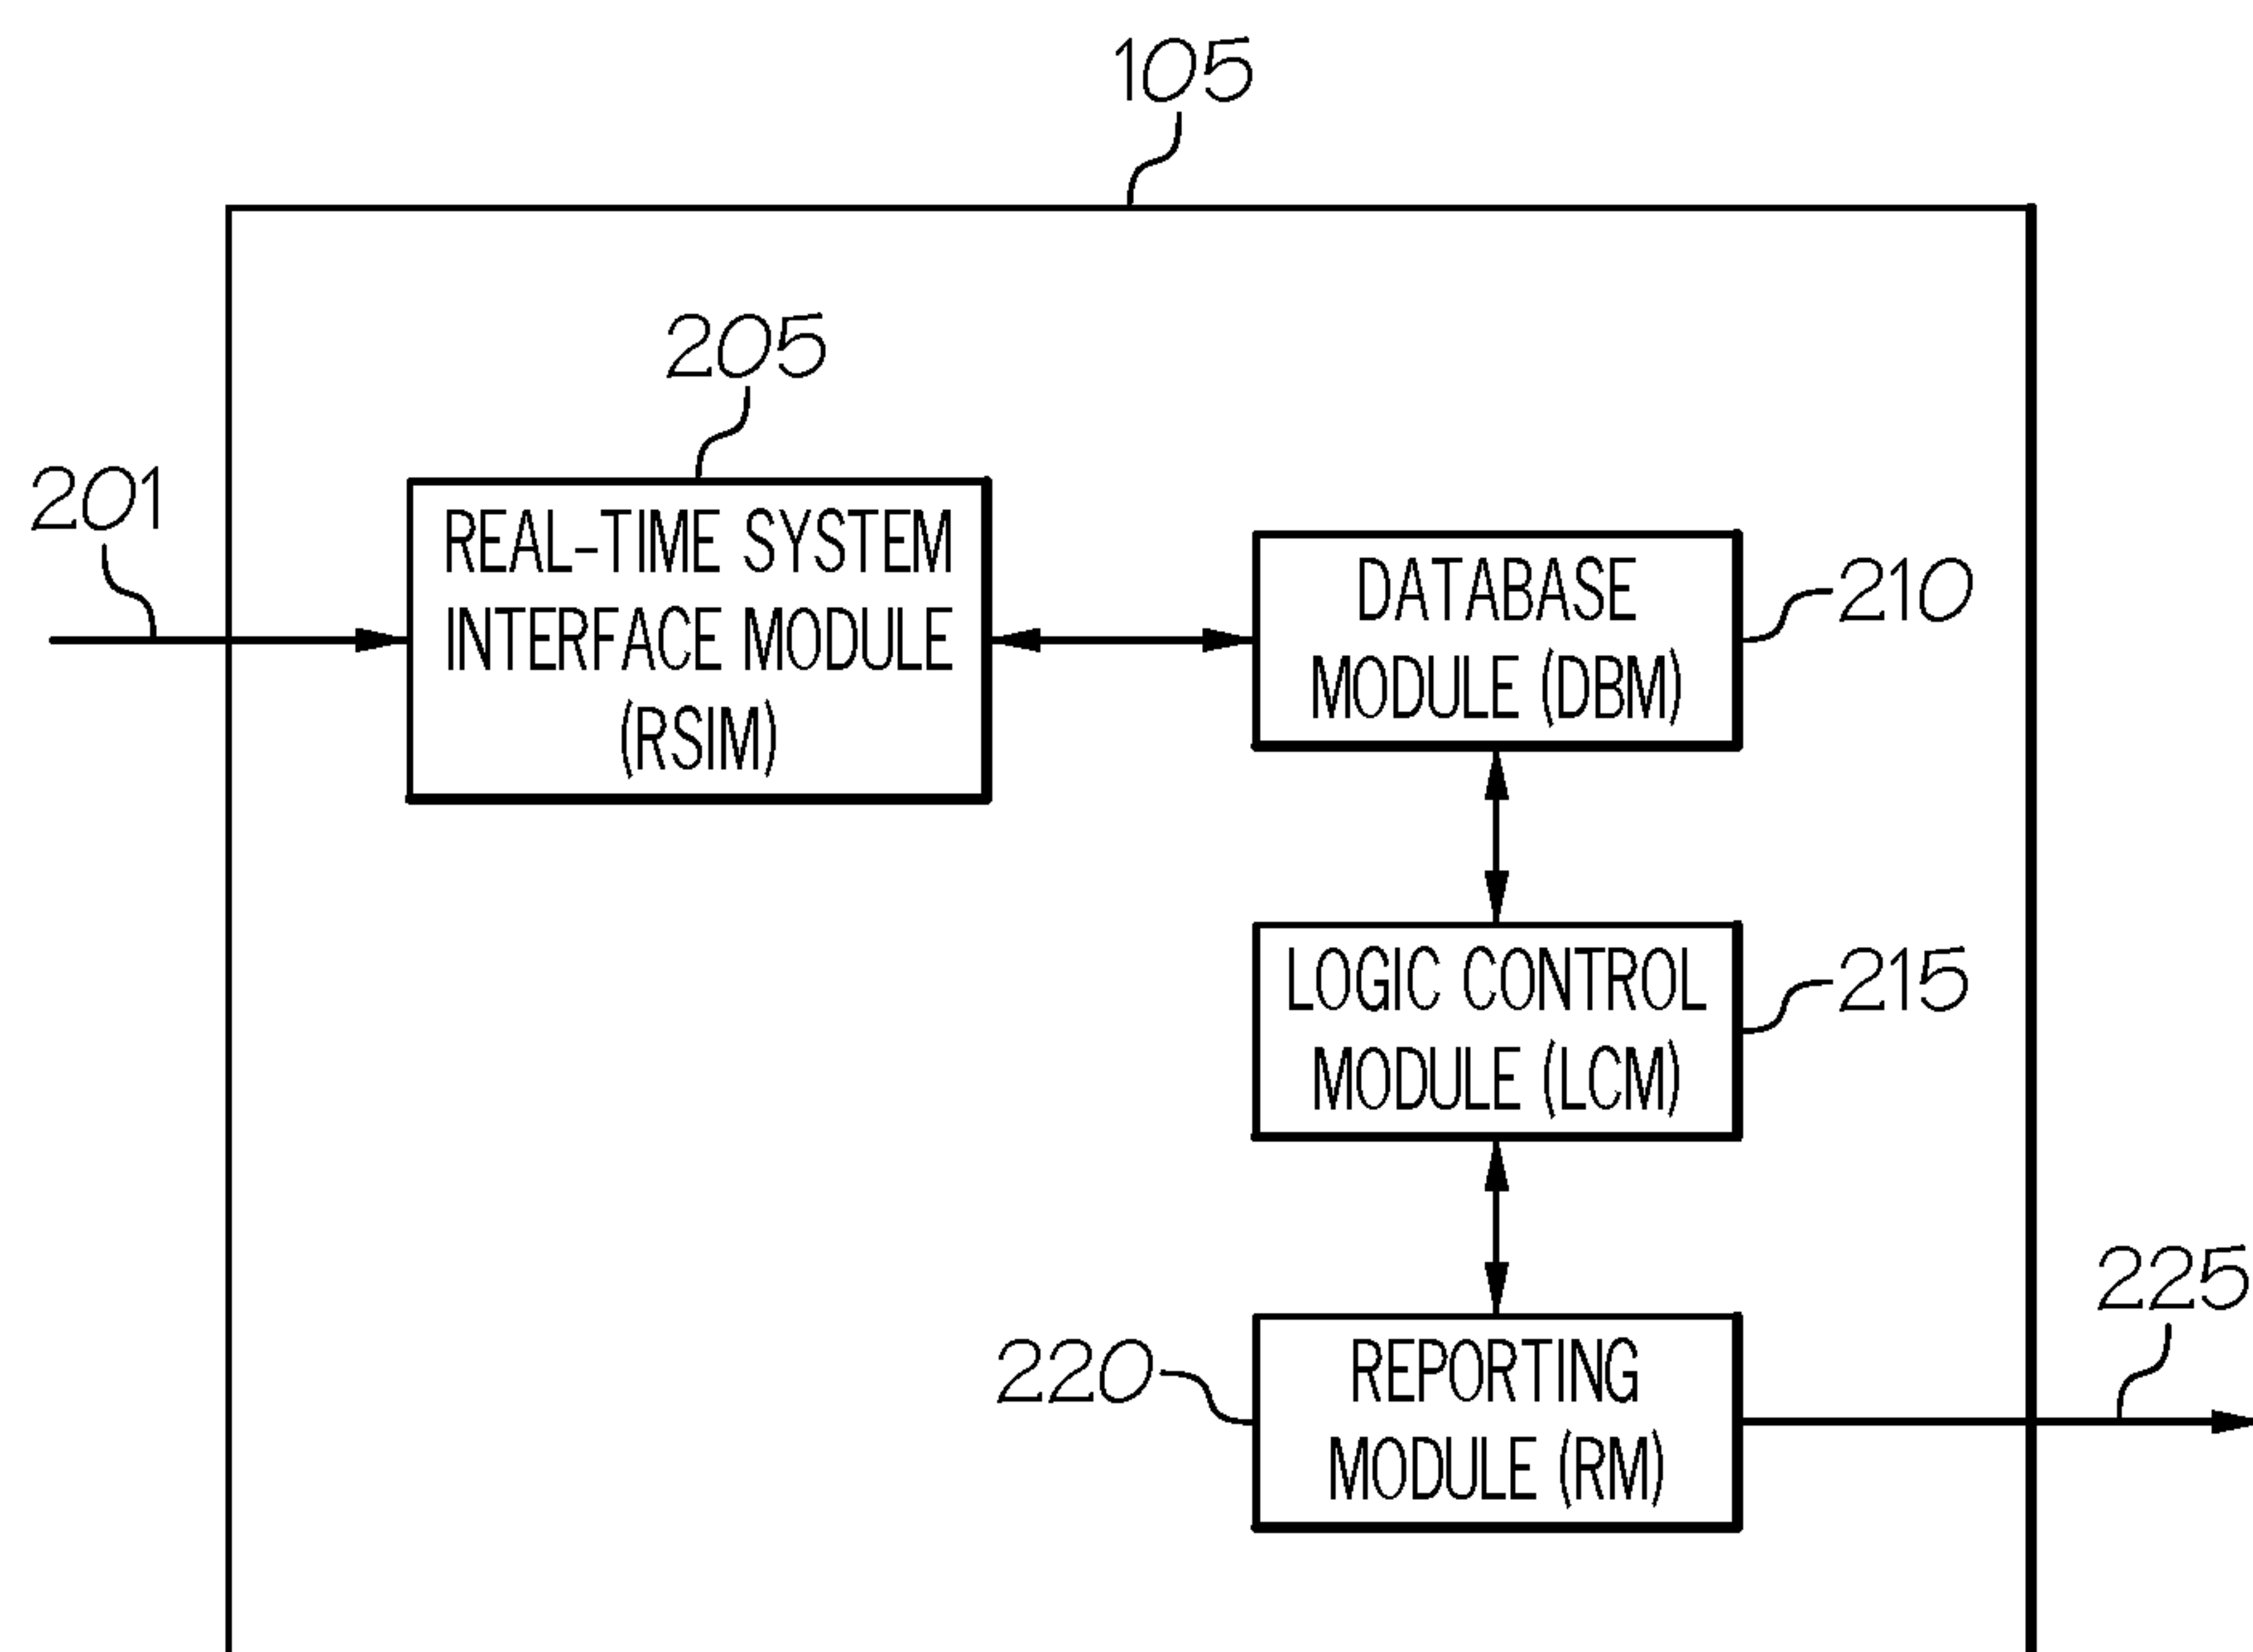 105
205
201
REAL-TIME SYSTEM
INTERFACE MODULE
(RSIM)
DATABASE
MODULE (DBM)
210
LOGIC CONTROL
MODULE (LCM)
215
225
220
REPORTING
MODULE (RM)